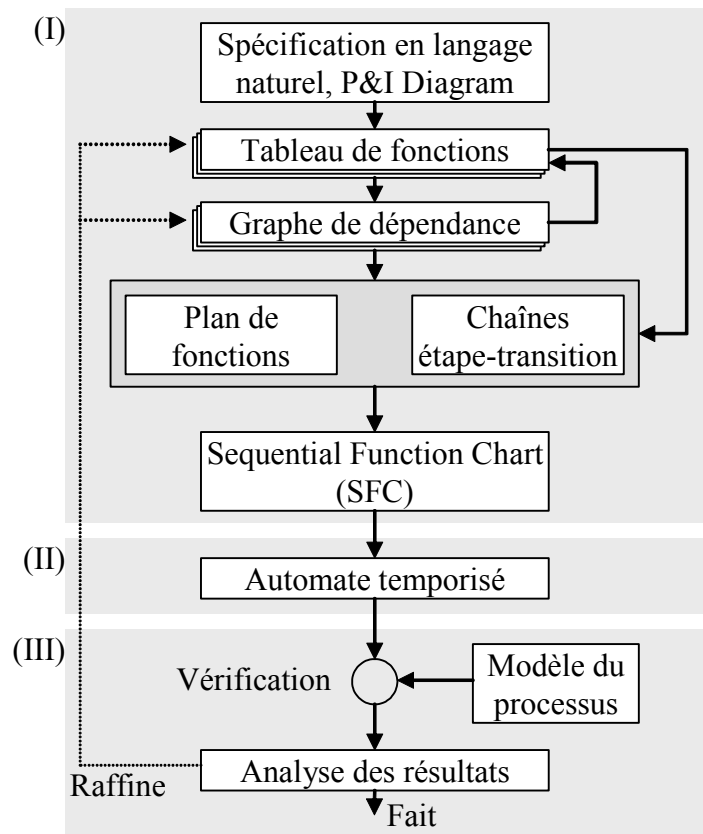 (I)
Spécification en langage
naturel, P&I Diagram
Tableau de fonctions
Graphe de dépendance
Plan de
fonctions
Chaînes
étape-transition
Sequential Function Chart
(SFC)
(II)
Automate temporisé
(III)
Vérification
Modèle du
processus
Analyse des résultats
Raffine
Fait